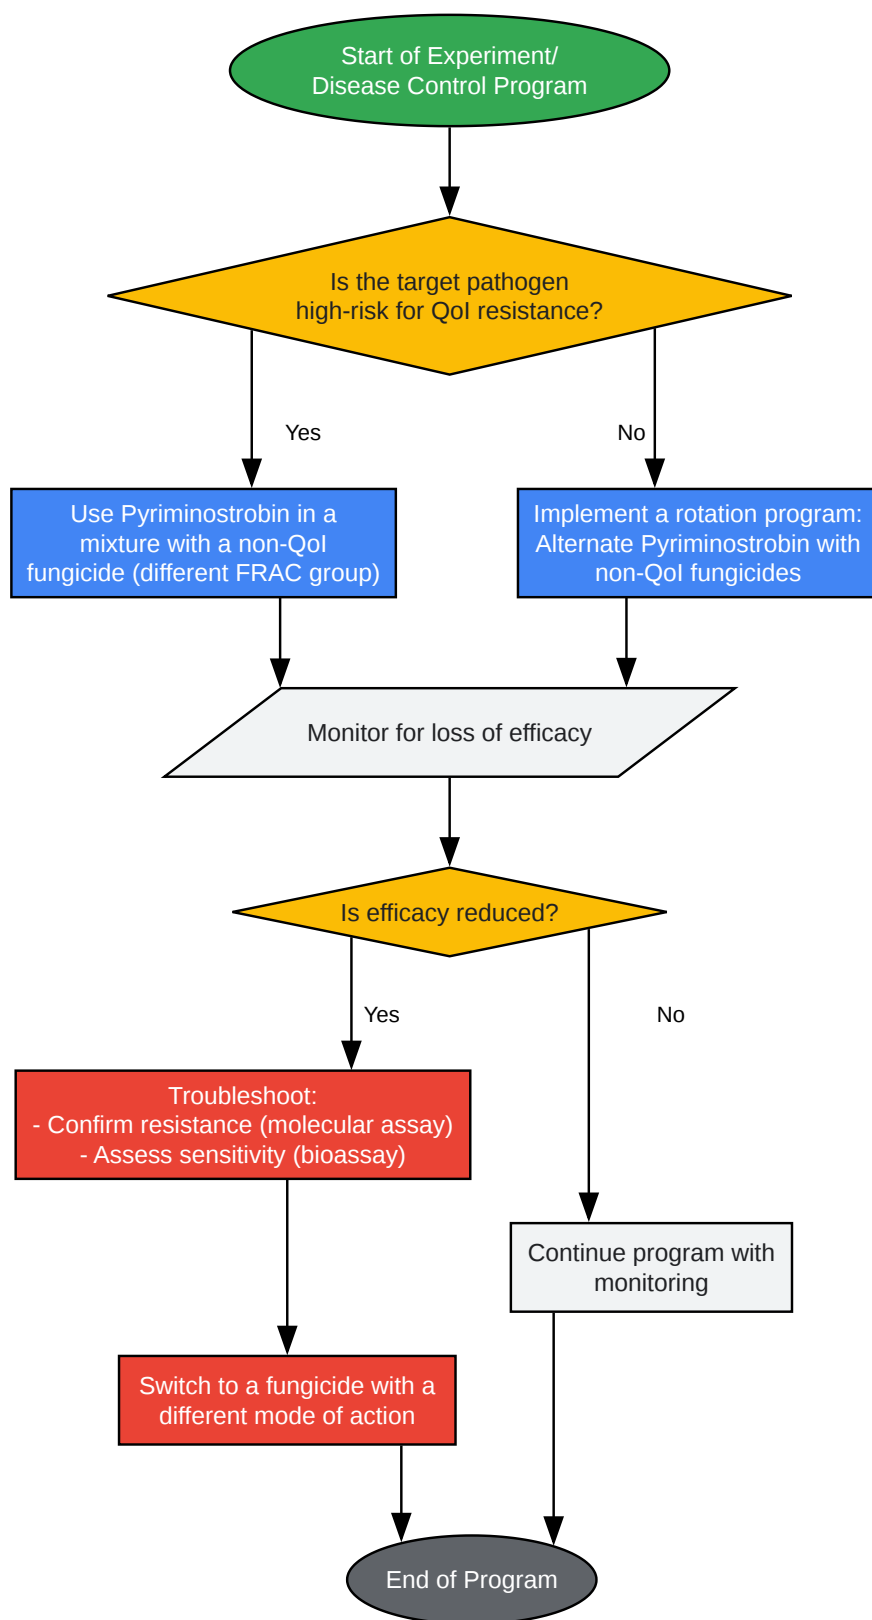 Start of Experiment/
Disease Control Program
Is the target pathogen
high-risk for QoI resistance?
Yes
No
Use Pyriminostrobin in a
mixture with a non-QoI
fungicide (different FRAC group)
Implement a rotation program:
Alternate Pyriminostrobin with
non-QoI fungicides
Monitor for loss of efficacy
Is efficacy reduced?
Yes
No
Troubleshoot:
- Confirm resistance (molecular assay)
- Assess sensitivity (bioassay)
Continue program with
monitoring
Switch to a fungicide with a
different mode of action
End of Program